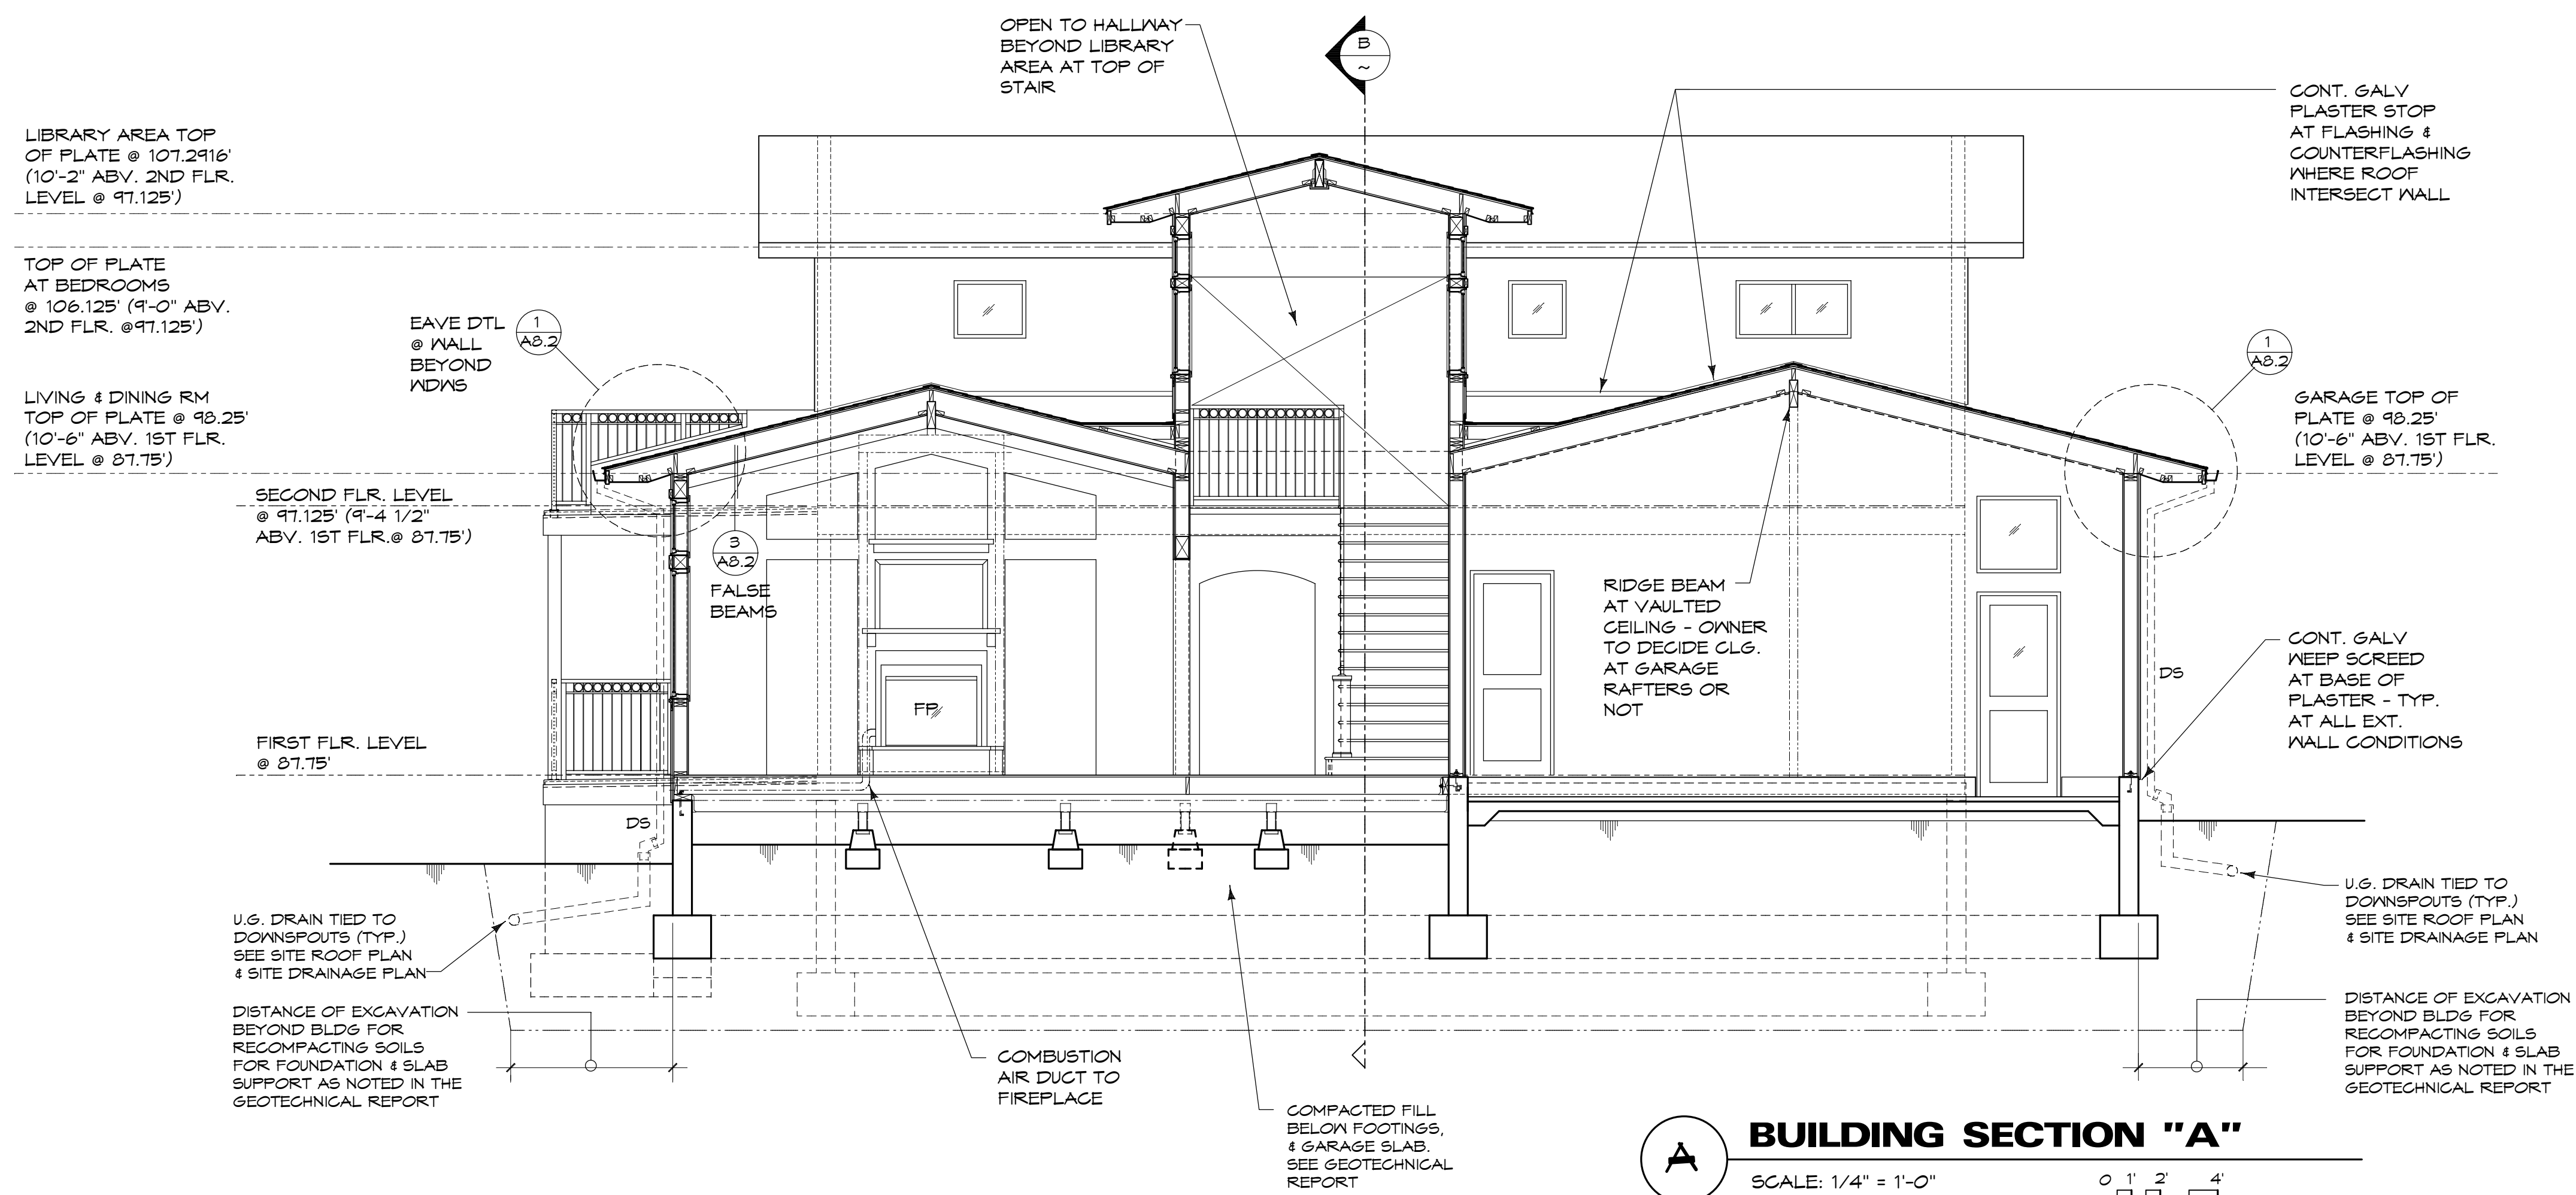 OPEN TO HALLWAY
BEYOND LIBRARY
AREA AT TOP OF
STAIR
B
~
CONT. GALV
PLASTER STOP
AT FLASHING &
COUNTERFLASHING
WHERE ROOF
INTERSECT WALL
LIBRARY AREA TOP
OF PLATE @ 107.2916'
(10'-2" ABV. 2ND FLR.
LEVEL @ 97.125')
TOP OF PLATE
AT BEDROOMS
@ 106.125' (9'-0" ABV.
2ND FLR. @97.125')
EAVE DTL
@ WALL
BEYOND
WDWS
1
A8.2
1
A8.2
LIVING & DINING RM
TOP OF PLATE @ 98.25'
(10'-6" ABV. 1ST FLR.
LEVEL @ 87.75')
GARAGE TOP OF
PLATE @ 98.25'
(10'-6" ABV. 1ST FLR.
LEVEL @ 87.75')
SECOND FLR. LEVEL
@ 97.125' (9'-4 1/2"
ABV. 1ST FLR.@ 87.75')
3
A8.2
FALSE
BEAMS
RIDGE BEAM
AT VAULTED
CEILING - OWNER
TO DECIDE CLG.
AT GARAGE
RAFTERS OR
NOT
CONT. GALV
WEEP SCREED
AT BASE OF
PLASTER - TYP.
AT ALL EXT.
WALL CONDITIONS
DS
FP
FIRST FLR. LEVEL
@ 87.75'
DS
U.G. DRAIN TIED TO
DOWNSPOUTS (TYP.)
SEE SITE ROOF PLAN
& SITE DRAINAGE PLAN
U.G. DRAIN TIED TO
DOWNSPOUTS (TYP.)
SEE SITE ROOF PLAN
& SITE DRAINAGE PLAN
DISTANCE OF EXCAVATION
BEYOND BLDG FOR
RECOMPACTING SOILS
FOR FOUNDATION & SLAB
SUPPORT AS NOTED IN THE
GEOTECHNICAL REPORT
DISTANCE OF EXCAVATION
BEYOND BLDG FOR
RECOMPACTING SOILS
FOR FOUNDATION & SLAB
SUPPORT AS NOTED IN THE
GEOTECHNICAL REPORT
COMBUSTION
AIR DUCT TO
FIREPLACE
COMPACTED FILL
BELOW FOOTINGS,
& GARAGE SLAB.
SEE GEOTECHNICAL
REPORT
A
BUILDING SECTION "A"
SCALE: 1/4" = 1'-0"
0 1' 2' 4'